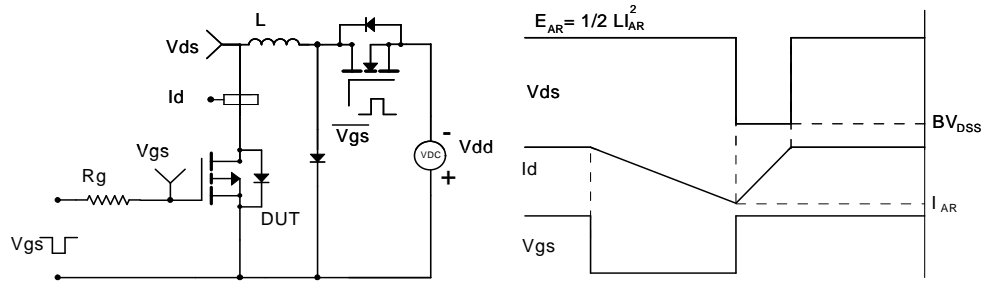 L
Vds
Id
Vgs
Vgs
Rg
DUT
Vgs
-
VDC
Vdd
+
E_AR = 1/2 LI_AR^2
Vds
BV_DSS
Id
I_AR
Vgs